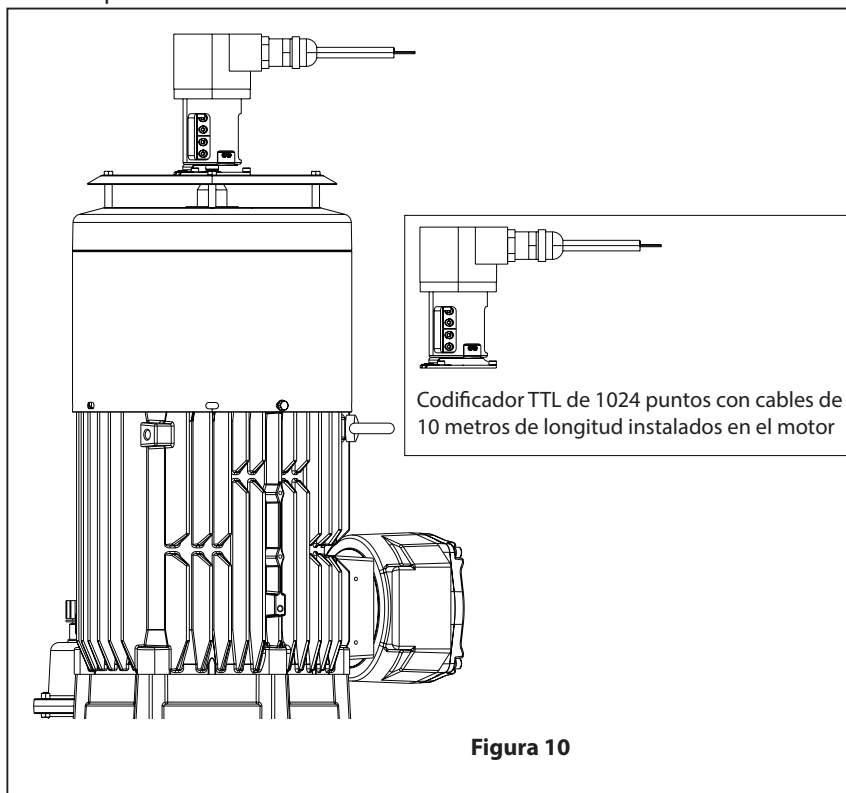 Codificador TTL de 1024 puntos con cables de
10 metros de longitud instalados en el motor
Figura 10